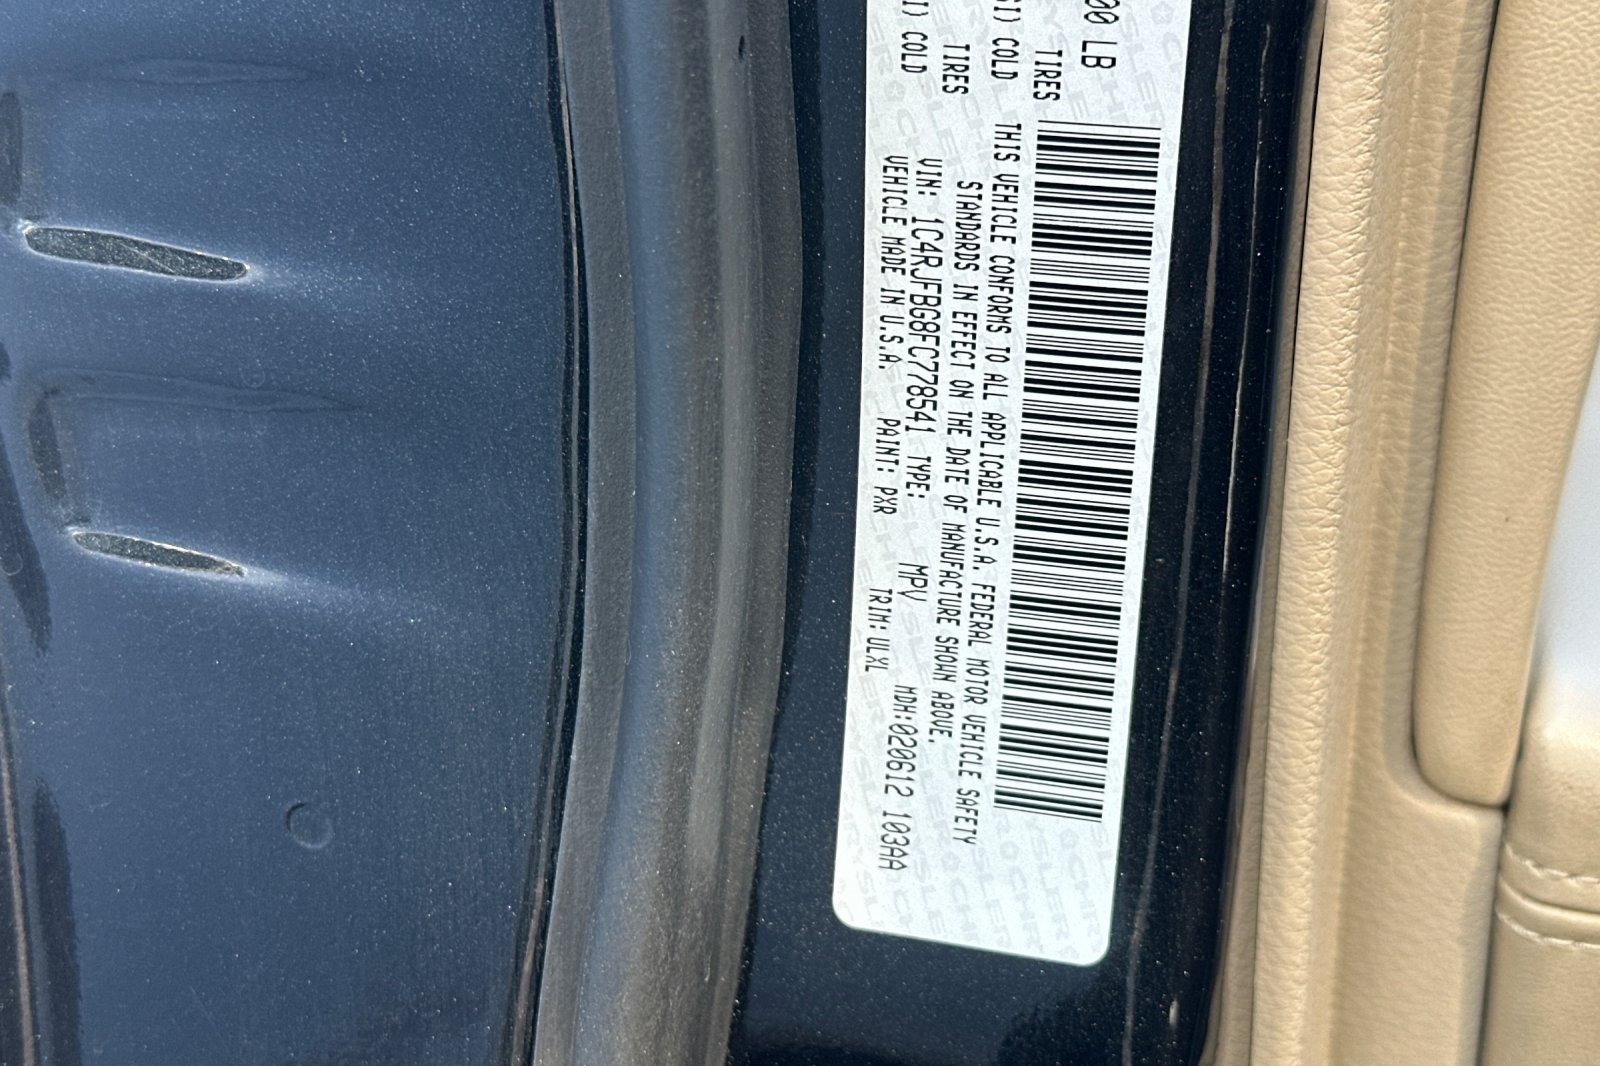 00 LB
TIRES
SI) COLD
TIRES
I) COLD
THIS VEHICLE CONFORMS TO ALL APPLICABLE U.S.A. FEDERAL MOTOR VEHICLE SAFETY
STANDARDS IN EFFECT ON THE DATE OF MANUFACTURE SHOWN ABOVE.
VIN: 1C4RJFBG8FC778541 TYPE: MPV MDH:020612 103AA
VEHICLE MADE IN U.S.A. PAINT: PXR TRIM: ULXL